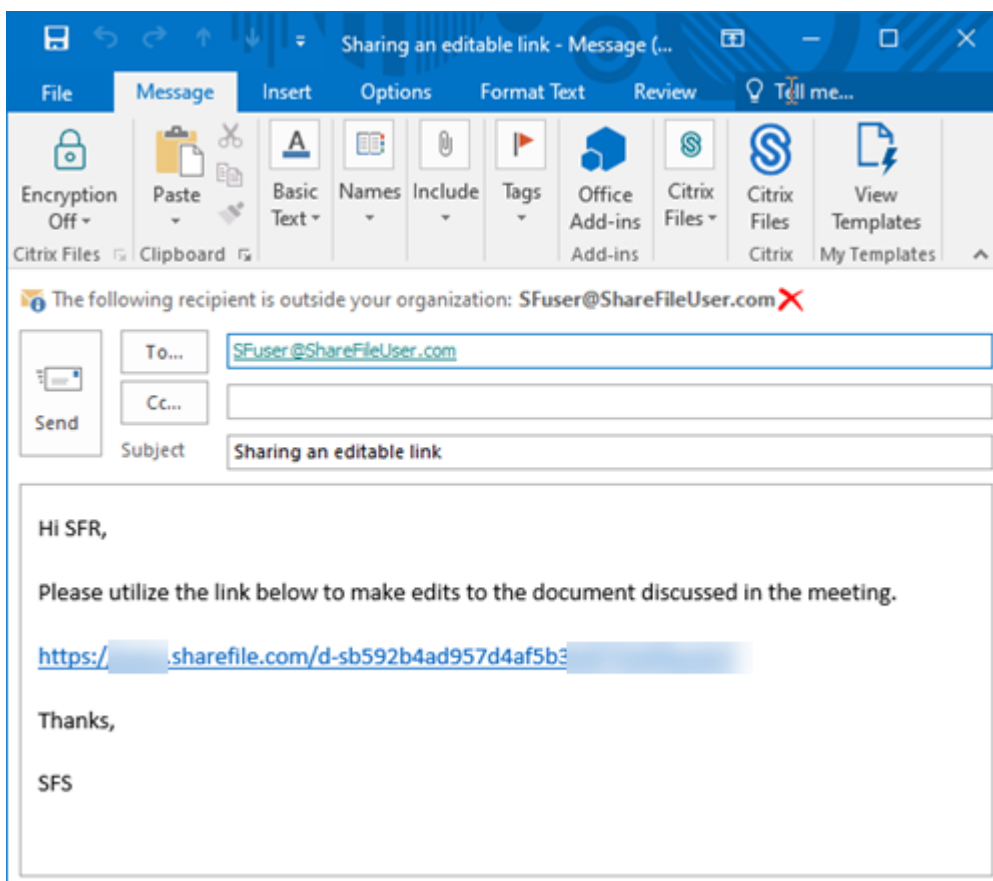 Sharing an editable link - Message (...
File Message Insert Options Format Text Review Tell me...
Encryption Off
Paste
Basic Text
Names
Include
Tags
Office Add-ins
Citrix Files
Citrix Files
View Templates
Citrix Files Clipboard Add-ins Citrix My Templates
The following recipient is outside your organization: SFuser@ShareFileUser.com
To... SFuser@ShareFileUser.com
Cc...
Send
Subject Sharing an editable link
Hi SFR,
Please utilize the link below to make edits to the document discussed in the meeting.
https:/ .sharefile.com/d-sb592b4ad957d4af5b3
Thanks,
SFS